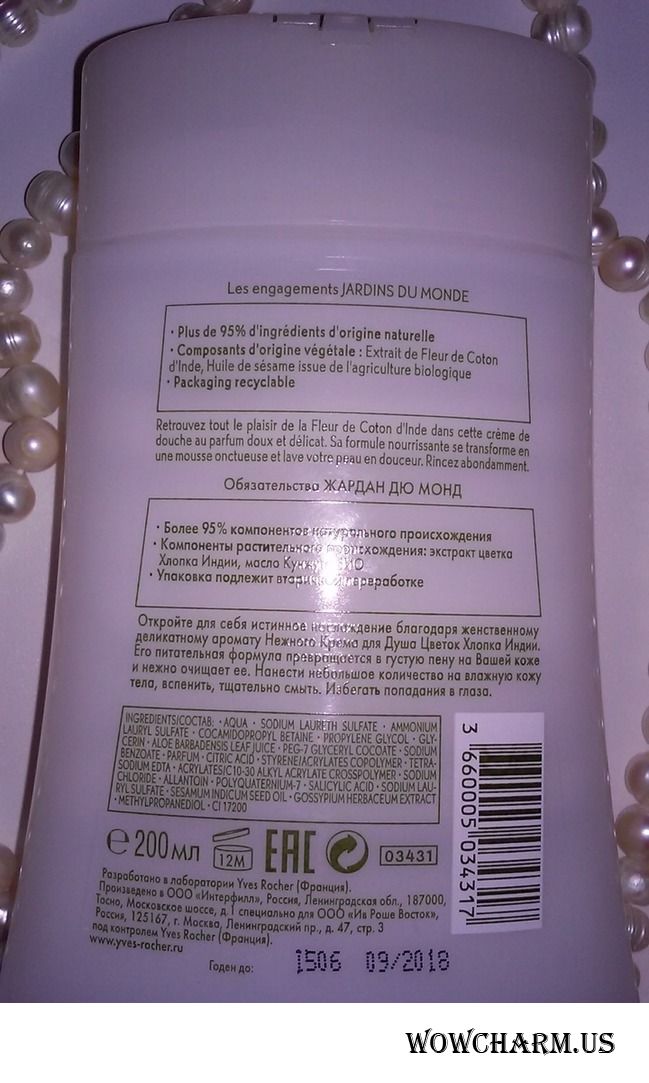 Les engagements JARDINS DU MONDE
· Plus de 95% d'ingrédients d'origine naturelle
· Composants d'origine végétale : Extrait de Fleur de Coton
d'Inde, Huile de sésame issue de l'agriculture biologique
· Packaging recyclable
Retrouvez tout le plaisir de la Fleur de Coton d'Inde dans cette crème de
douche au parfum doux et délicat. Sa formule nourrissante se transforme en
une mousse onctueuse et lave votre peau en douceur. Rincez abondamment.
Обязательства ЖАРДАН ДЮ МОНД
· Более 95% компонентов натурального происхождения
· Компоненты растительного происхождения: экстракт цветка
Хлопка Индии, масло
· Упаковка подлежит вторичной переработке
Откройте для себя истинное наслаждение благодаря женственному
деликатному аромату Нежного Крема для Душа Цветок Хлопка Индии.
Его питательная формула превращается в густую пену на Вашей коже
и нежно очищает ее. Нанести небольшое количество на влажную кожу
тела, вспенить, тщательно смыть. Избегать попадания в глаза.
INGREDIENTS/СОСТАВ: · AQUA · SODIUM LAURETH SULFATE · AMMONIUM
LAURYL SULFATE · COCAMIDOPROPYL BETAINE · PROPYLENE GLYCOL · GLY-
CERIN · ALOE BARBADENSIS LEAF JUICE · PEG-7 GLYCERYL COCOATE · SODIUM
BENZOATE · PARFUM · CITRIC ACID · STYRENE/ACRYLATES COPOLYMER · TETRA-
SODIUM EDTA · ACRYLATES/C10-30 ALKYL ACRYLATE CROSSPOLYMER · SODIUM
CHLORIDE · ALLANTOIN · POLYQUATERNIUM-7 · SALICYLIC ACID · SODIUM LAU-
RYL SULFATE · SESAMUM INDICUM SEED OIL · GOSSYPIUM HERBACEUM EXTRACT
· METHYLPROPANEDIOL · CI 17200
3 660005 034317
℮ 200 мл 12M EAC 03431
Разработано в лаборатории Yves Rocher (Франция).
Произведено в ООО «Интерфилл», Россия, Ленинградская обл., 187000,
Тосно, Московское шоссе, д. 1 специально для ООО «Ив Роше Восток»,
Россия, 125167, г. Москва, Ленинградский пр., д. 47, стр. 3
под контролем Yves Rocher (Франция).
www.yves-rocher.ru
Годен до: 1506 09/2018
WOWCHARM.US